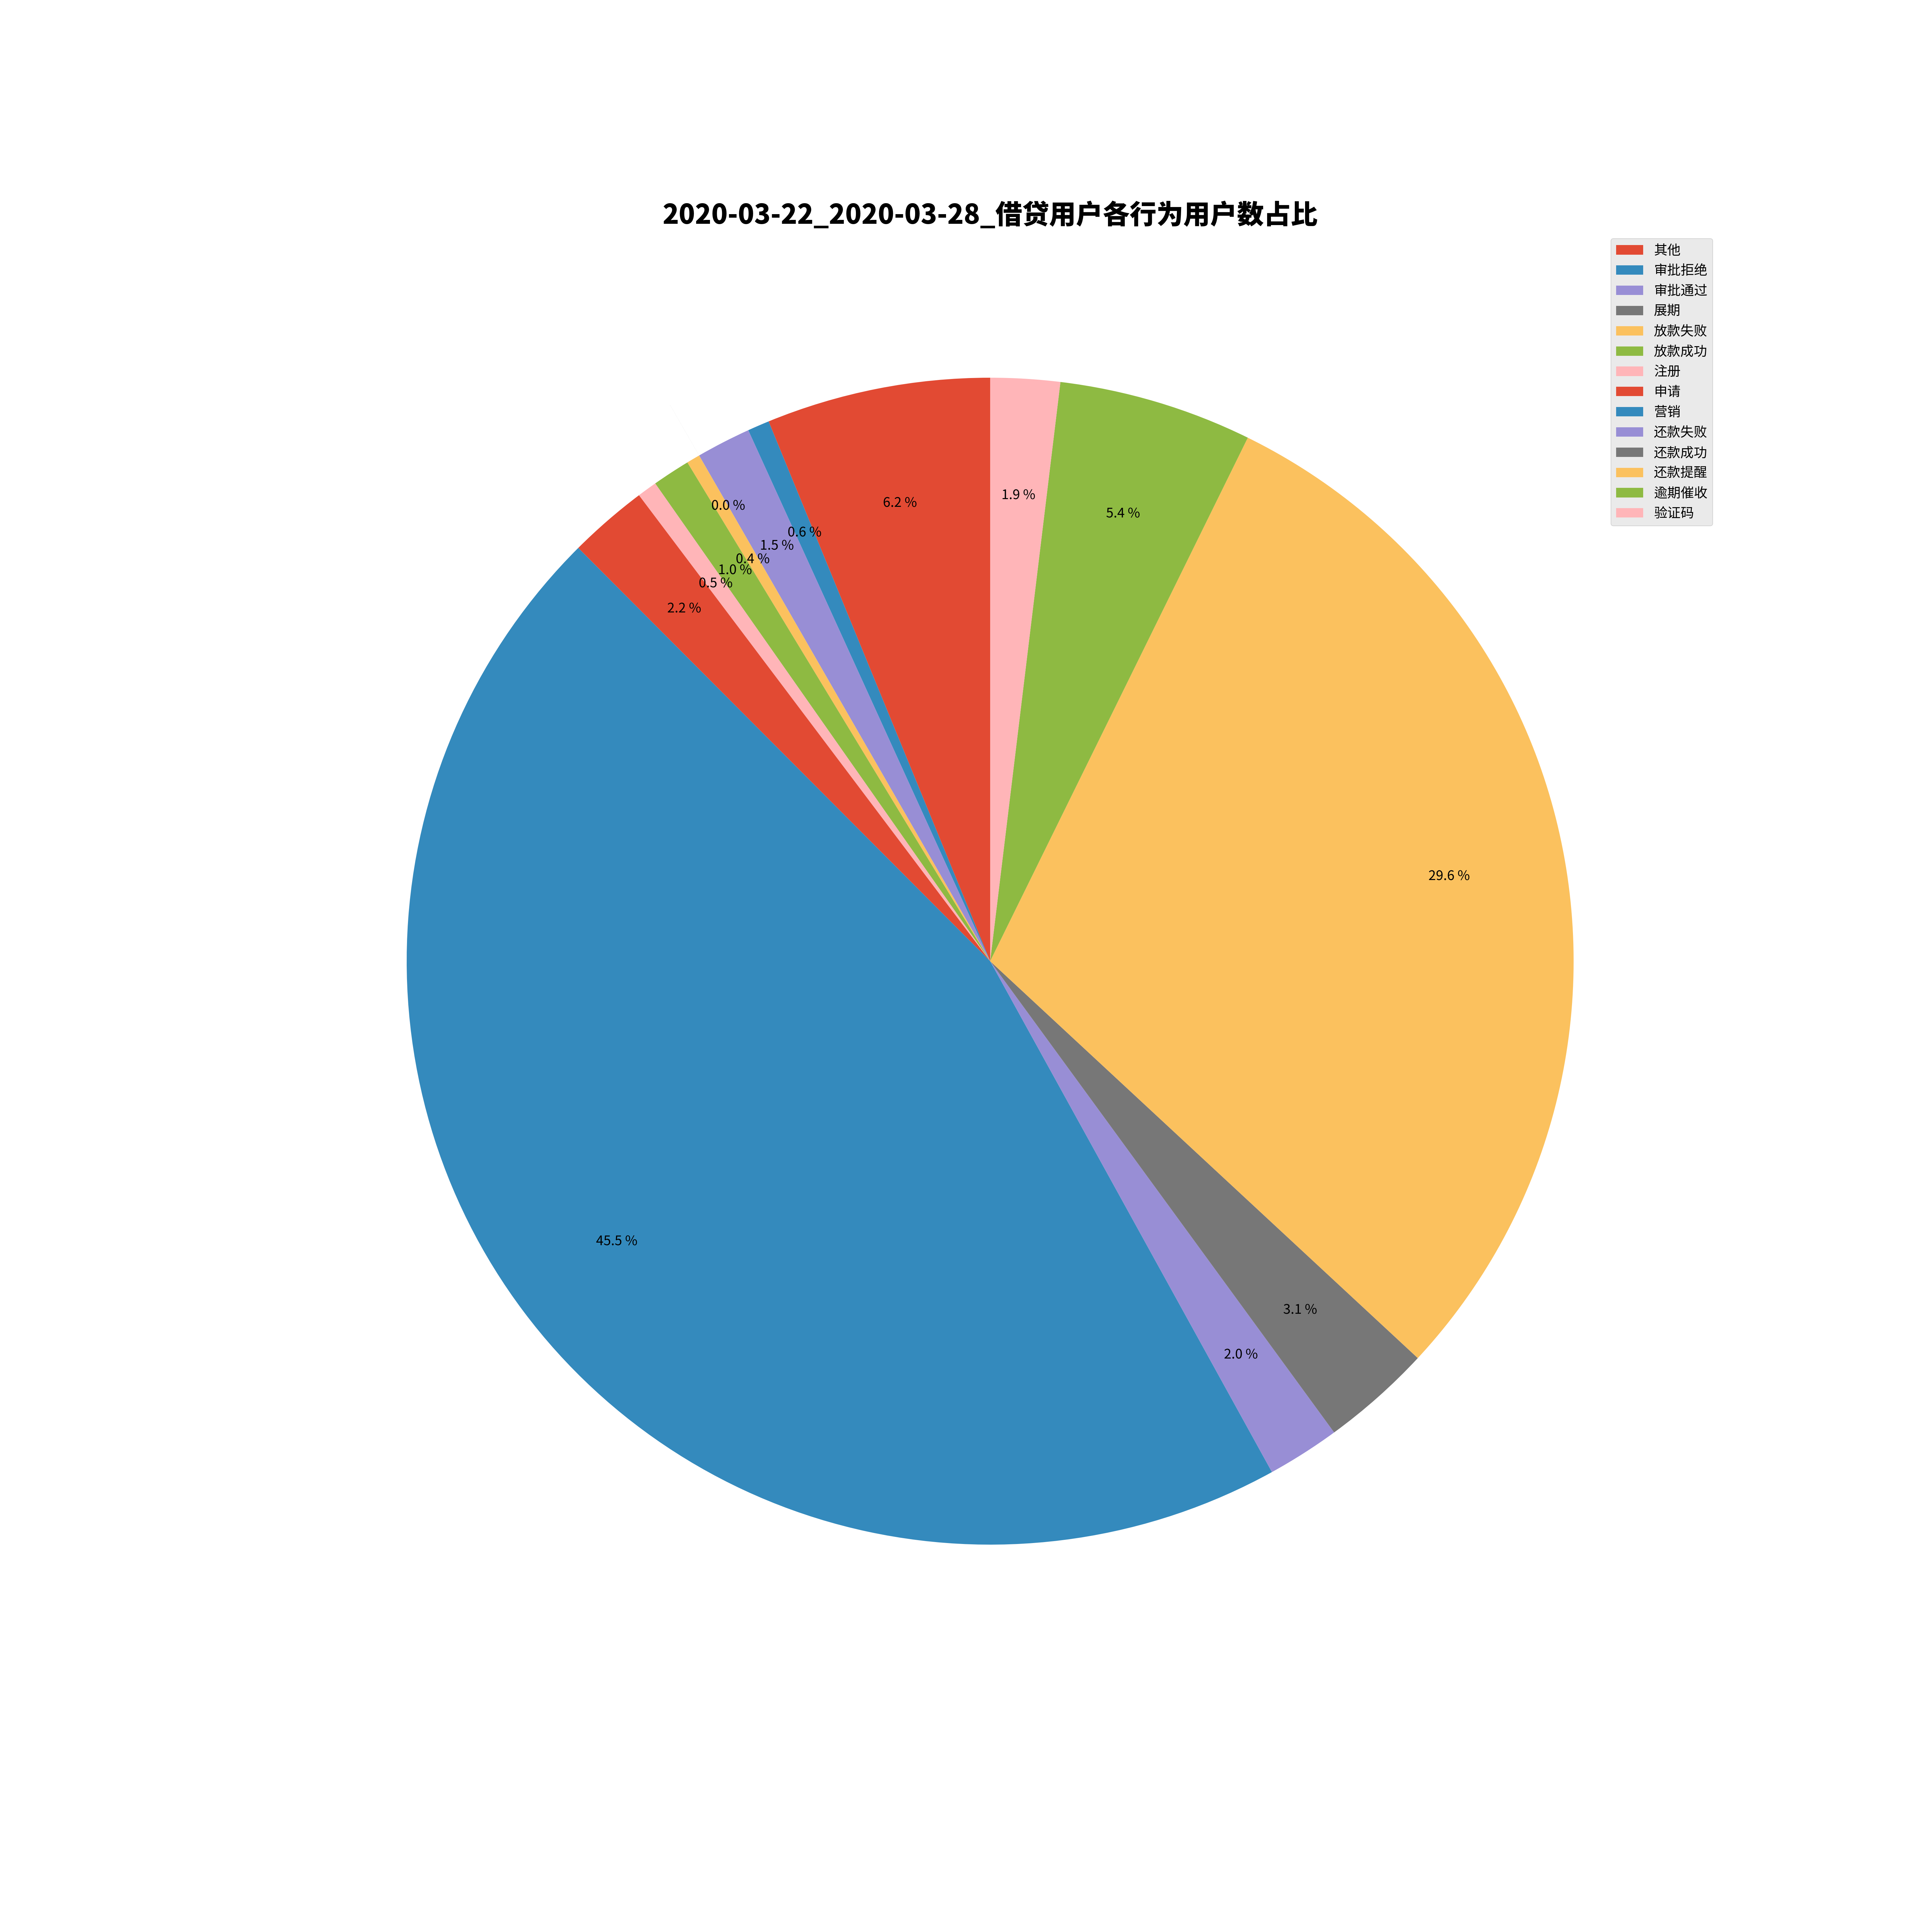 2020-03-22_2020-03-28_借贷用户各行为用户数占比
其他
审批拒绝
审批通过
展期
放款失败
放款成功
注册
申请
营销
还款失败
还款成功
还款提醒
逾期催收
验证码
6.2 %
0.6 %
1.5 %
0.0 %
0.4 %
1.0 %
0.5 %
2.2 %
45.5 %
2.0 %
3.1 %
29.6 %
5.4 %
1.9 %